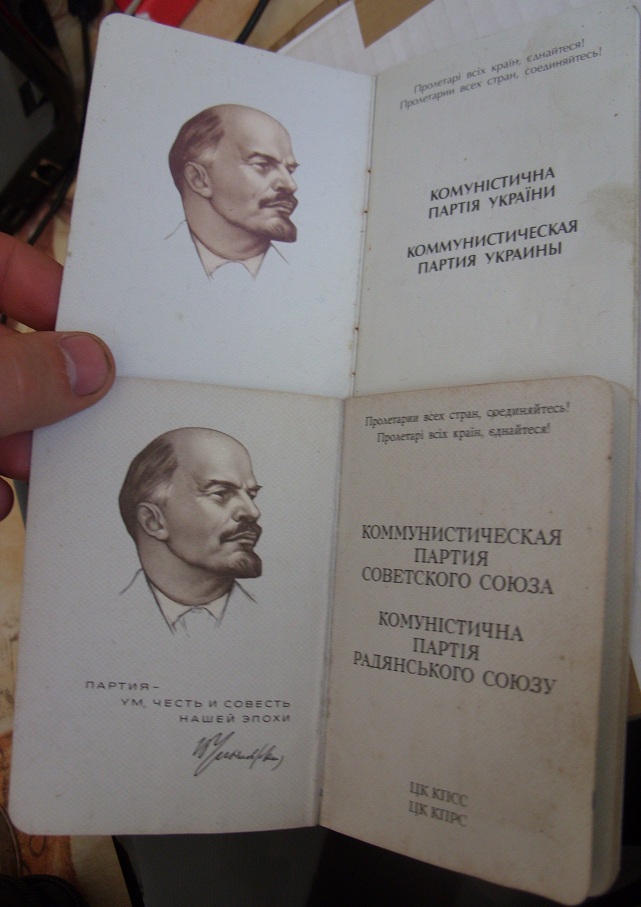 Пролетарі всіх країн, єднайтеся!
Пролетарии всех стран, соединяйтесь!
КОМУНІСТИЧНА
ПАРТІЯ УКРАЇНИ
КОММУНИСТИЧЕСКАЯ
ПАРТИЯ УКРАИНЫ
ПАРТИЯ–
УМ, ЧЕСТЬ И СОВЕСТЬ
НАШЕЙ ЭПОХИ
Пролетарии всех стран, соединяйтесь!
Пролетарі всіх країн, єднайтеся!
КОММУНИСТИЧЕСКАЯ
ПАРТИЯ
СОВЕТСКОГО СОЮЗА
КОМУНІСТИЧНА
ПАРТІЯ
РАДЯНСЬКОГО СОЮЗУ
ЦК КПСС
ЦК КПРС